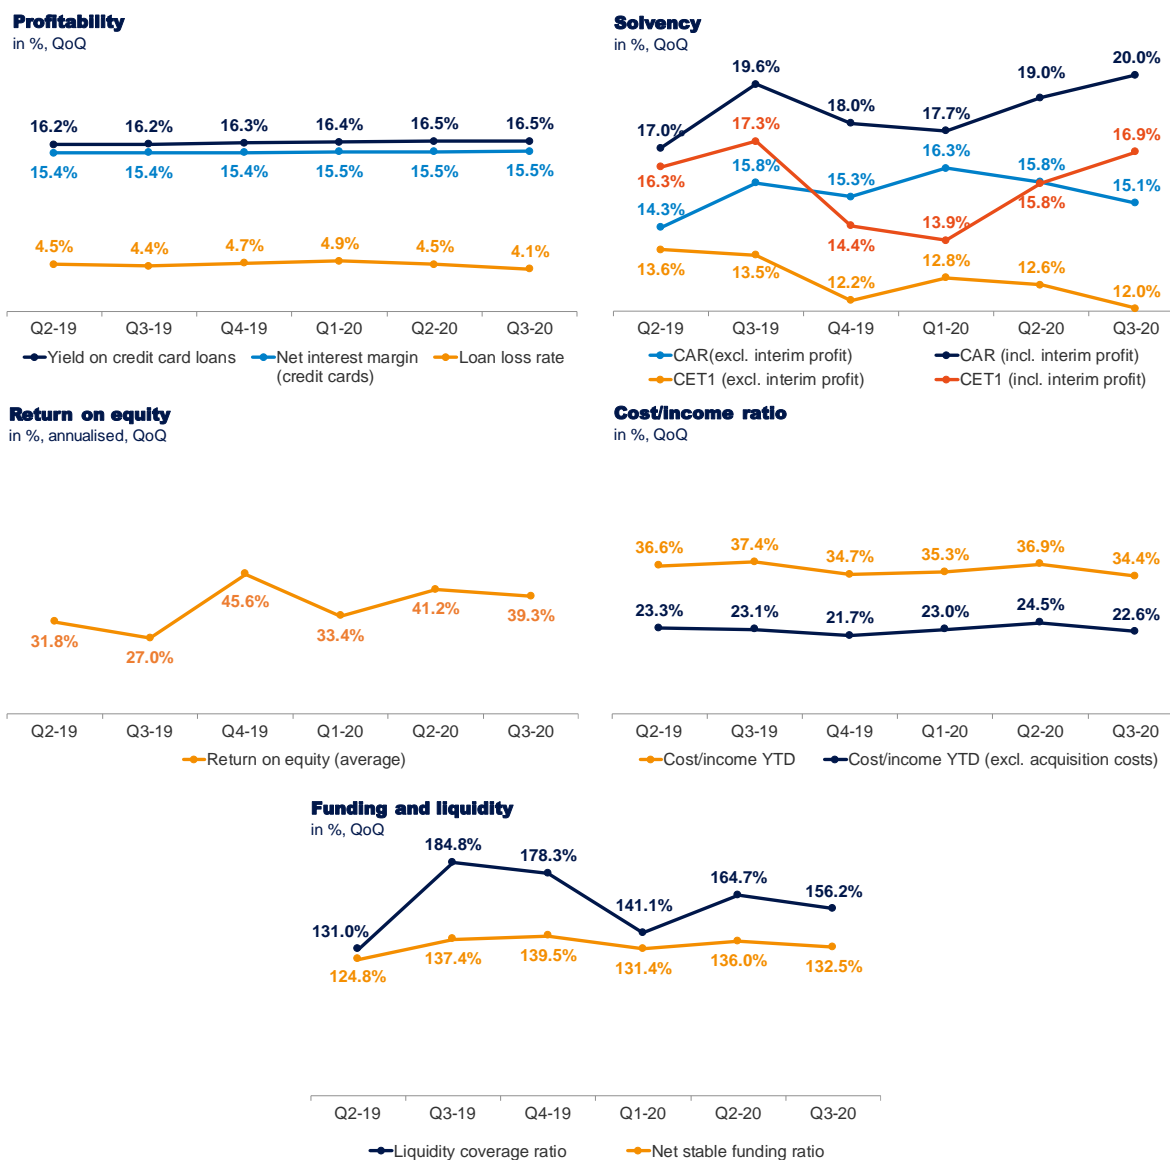 Profitability
in %, QoQ
16.2% 16.2% 16.3% 16.4% 16.5% 16.5%
15.4% 15.4% 15.4% 15.5% 15.5% 15.5%
4.5% 4.4% 4.7% 4.9% 4.5% 4.1%
Q2-19 Q3-19 Q4-19 Q1-20 Q2-20 Q3-20
Yield on credit card loans Net interest margin (credit cards) Loan loss rate
Solvency
in %, QoQ
17.0% 19.6% 18.0% 17.7% 19.0% 20.0%
16.3% 17.3% 14.4% 13.9% 15.8% 16.9%
14.3% 15.8% 15.3% 16.3% 15.8% 15.1%
13.6% 13.5% 12.2% 12.8% 12.6% 12.0%
Q2-19 Q3-19 Q4-19 Q1-20 Q2-20 Q3-20
CAR(excl. interim profit) CAR (incl. interim profit)
CET1 (excl. interim profit) CET1 (incl. interim profit)
Return on equity
in %, annualised, QoQ
31.8% 27.0% 45.6% 33.4% 41.2% 39.3%
Q2-19 Q3-19 Q4-19 Q1-20 Q2-20 Q3-20
Return on equity (average)
Cost/income ratio
in %, QoQ
36.6% 37.4% 34.7% 35.3% 36.9% 34.4%
23.3% 23.1% 21.7% 23.0% 24.5% 22.6%
Q2-19 Q3-19 Q4-19 Q1-20 Q2-20 Q3-20
Cost/income YTD Cost/income YTD (excl. acquisition costs)
Funding and liquidity
in %, QoQ
131.0% 184.8% 178.3% 141.1% 164.7% 156.2%
124.8% 137.4% 139.5% 131.4% 136.0% 132.5%
Q2-19 Q3-19 Q4-19 Q1-20 Q2-20 Q3-20
Liquidity coverage ratio Net stable funding ratio